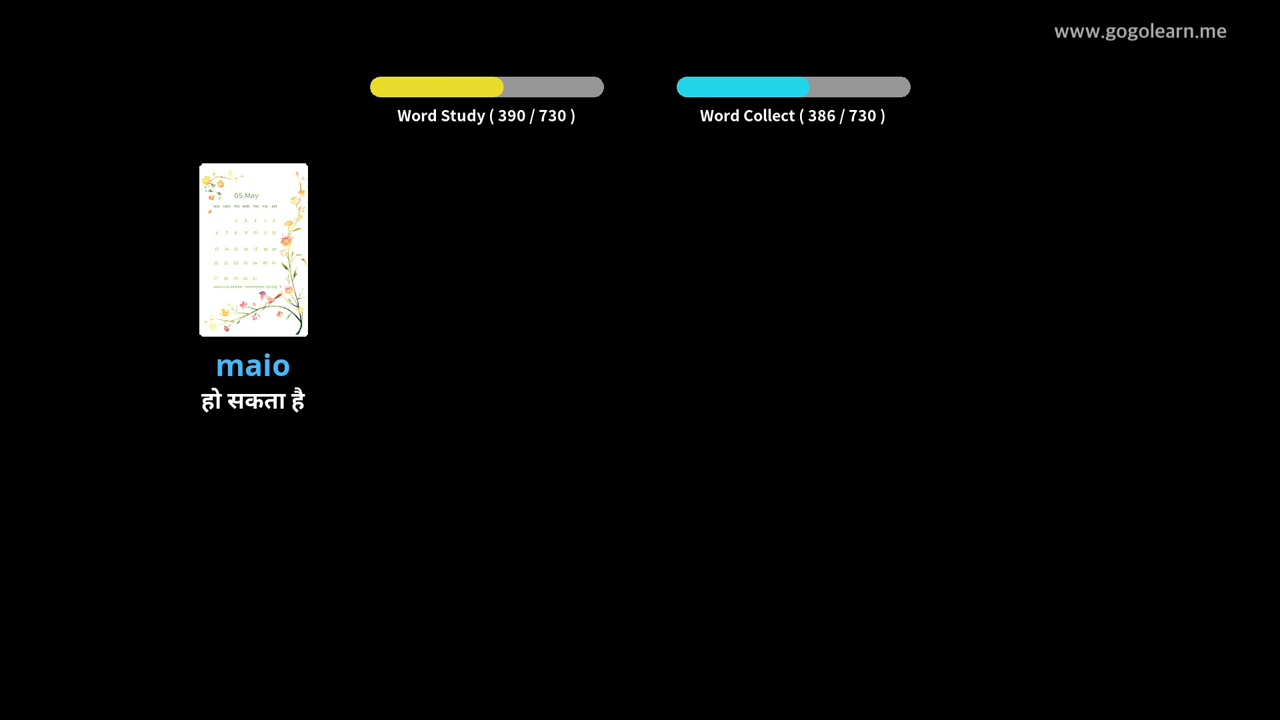 www.gogolearn.me
Word Study ( 390 / 730 )
Word Collect ( 386 / 730 )
05.May
maio
हो सकता है